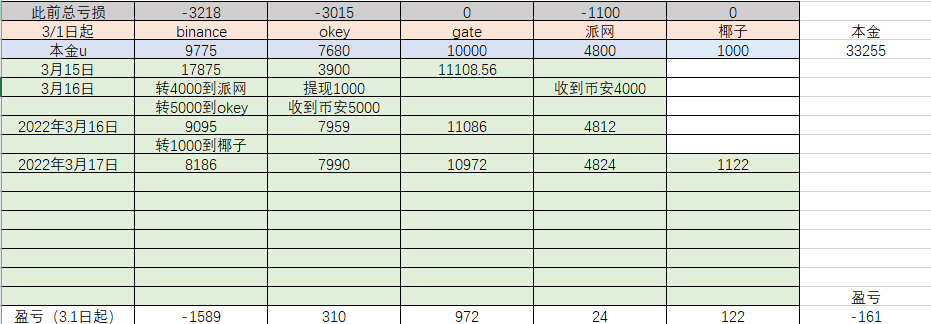 此前总亏损 -3218 -3015 0 -1100 0
3/1日起 binance okey gate 派网 椰子 本金
本金u 9775 7680 10000 4800 1000 33255
3月15日 17875 3900 11108.56
3月16日 转4000到派网 提现1000 收到币安4000
转5000到okey 收到币安5000
2022年3月16日 9095 7959 11086 4812
转1000到椰子
2022年3月17日 8186 7990 10972 4824 1122
盈亏
盈亏（3.1日起） -1589 310 972 24 122 -161